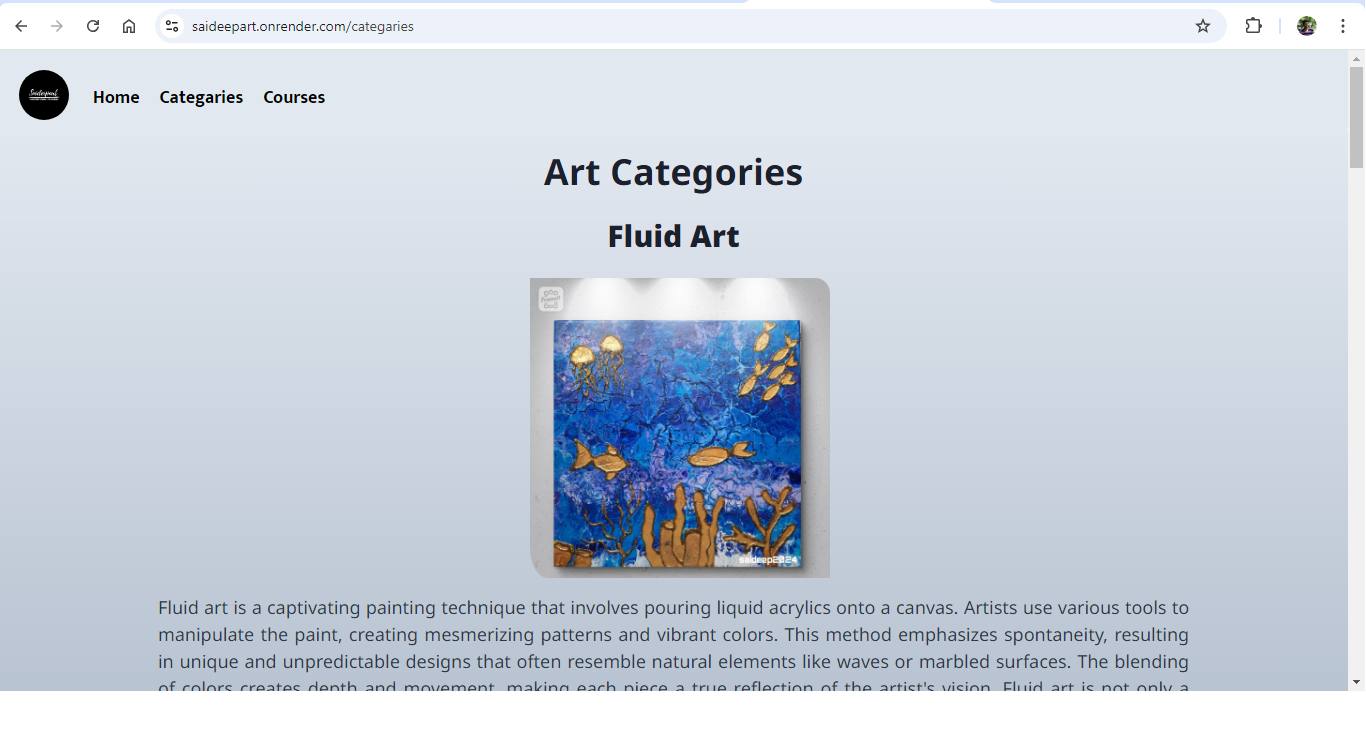 saideepart.onrender.com/categaries
Saideepart
Home Categaries Courses
Art Categories
Fluid Art
saideep2024
Fluid art is a captivating painting technique that involves pouring liquid acrylics onto a canvas. Artists use various tools to
manipulate the paint, creating mesmerizing patterns and vibrant colors. This method emphasizes spontaneity, resulting
in unique and unpredictable designs that often resemble natural elements like waves or marbled surfaces. The blending
of colors creates depth and movement, making each piece a true reflection of the artist's vision. Fluid art is not only a